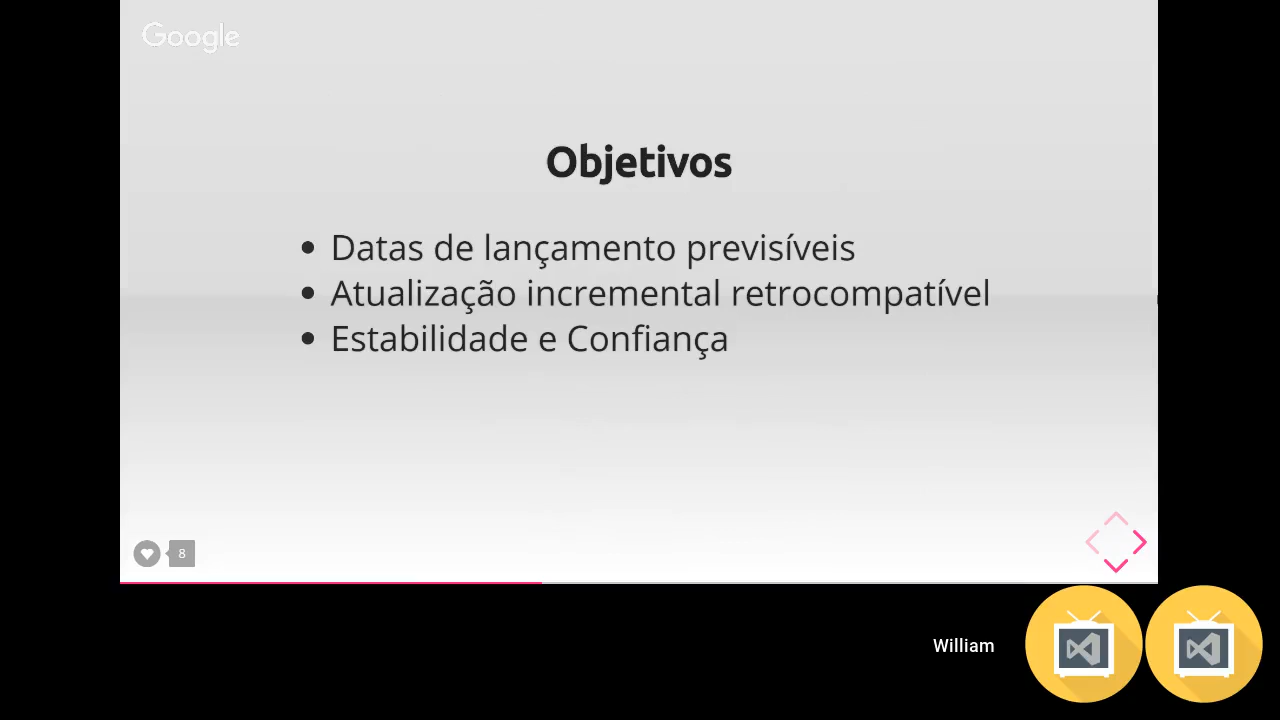 Google
Objetivos
Datas de lançamento previsíveis
Atualização incremental retrocompatível
Estabilidade e Confiança
8
William